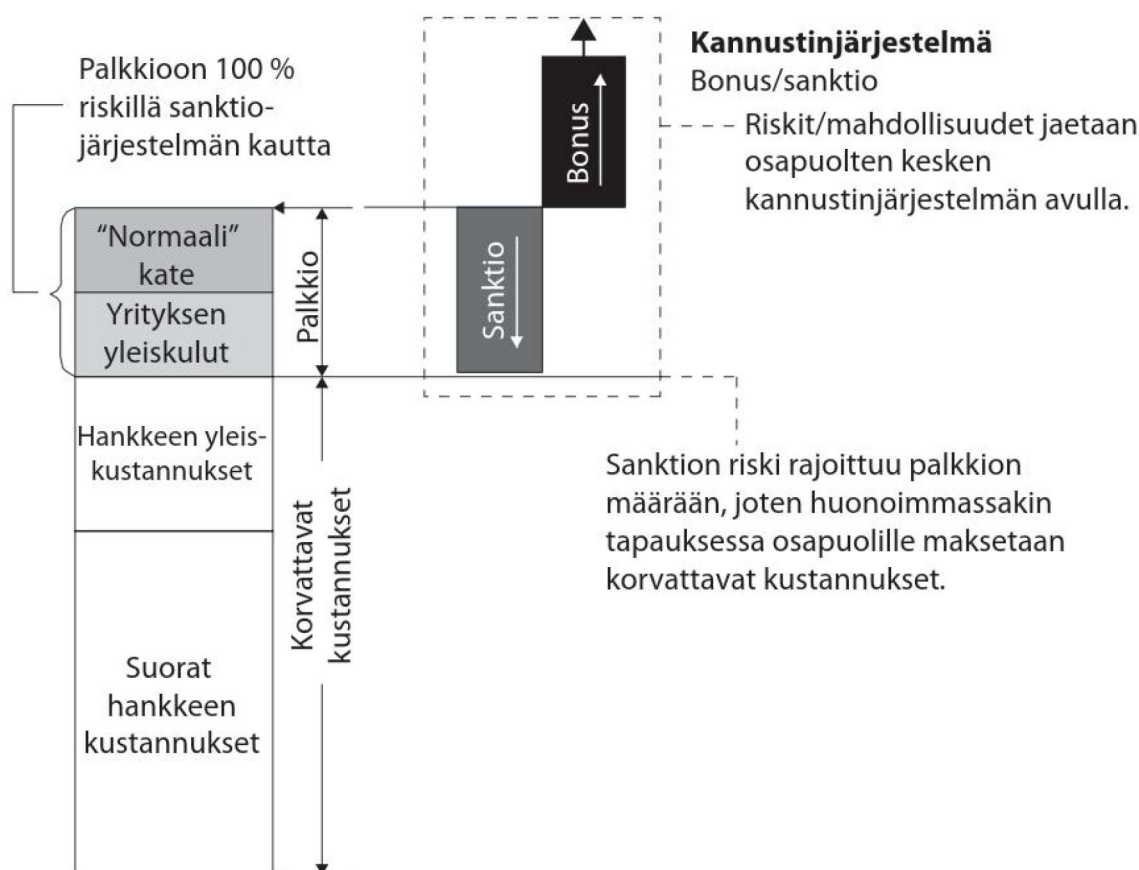 Palkkioon 100 %
riskillä sanktio-
järjestelmän kautta
"Normaali"
kate
Yrityksen
yleiskulut
Hankkeen yleis-
kustannukset
Suorat
hankkeen
kustannukset
Palkkio
Korvattavat
kustannukset
Sanktio
Bonus
Kannustinjärjestelmä
Bonus/sanktio
Riskit/mahdollisuudet jaetaan
osapuolten kesken
kannustinjärjestelmän avulla.
Sanktion riski rajoittuu palkkion
määrään, joten huonoimmassakin
tapauksessa osapuolille maksetaan
korvattavat kustannukset.